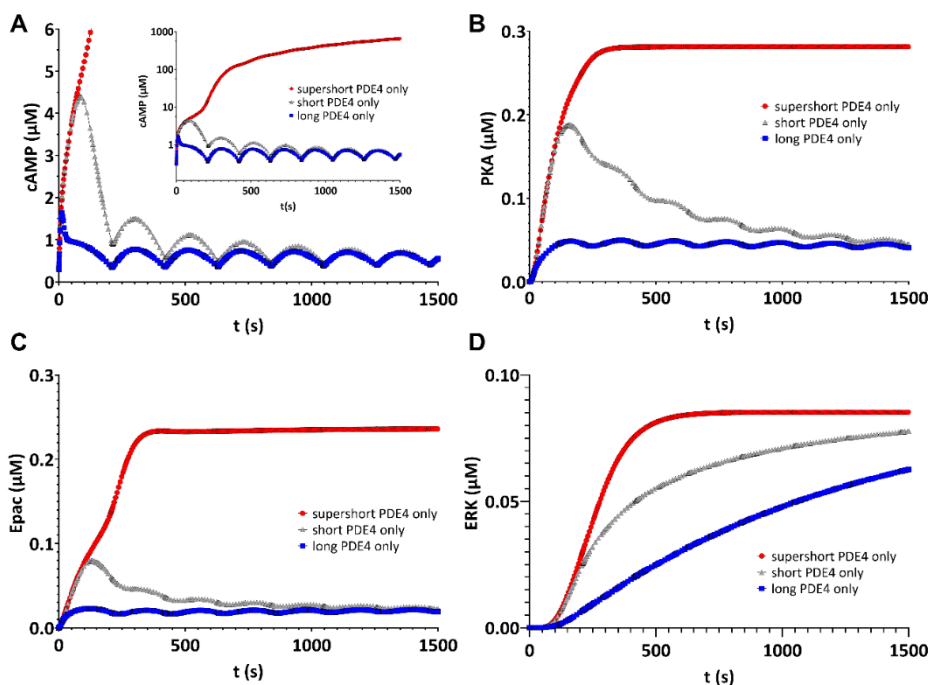 A
cAMP (µM)
6
5
4
3
2
1
0
0
500
1000
1500
t (s)
cAMP (µM)
1000
100
10
1
0
500
1000
1500
t(s)
supershort PDE4 only
short PDE4 only
long PDE4 only
B
PKA (µM)
0.3
0.2
0.1
0.0
0
500
1000
1500
t (s)
supershort PDE4 only
short PDE4 only
long PDE4 only
C
Epac (µM)
0.3
0.2
0.1
0.0
0
500
1000
1500
t (s)
supershort PDE4 only
short PDE4 only
long PDE4 only
D
ERK (µM)
0.10
0.05
0.00
0
500
1000
1500
t (s)
supershort PDE4 only
short PDE4 only
long PDE4 only